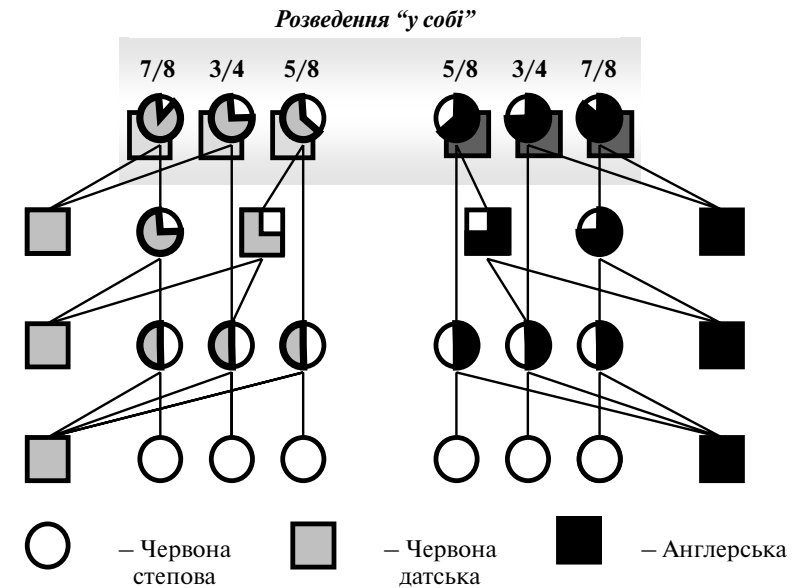 Розведення “у собі”
7/8 3/4 5/8 5/8 3/4 7/8
– Червона степова
– Червона датська
– Англерська